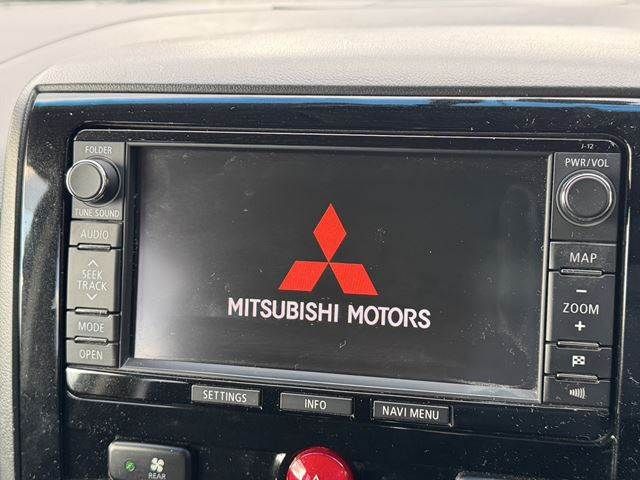 J-12
FOLDER
TUNE SOUND
AUDIO
SEEK
TRACK
MODE
OPEN
MITSUBISHI MOTORS
PWR/VOL
MAP
−
ZOOM
+
SETTINGS
INFO
NAVI MENU
REAR